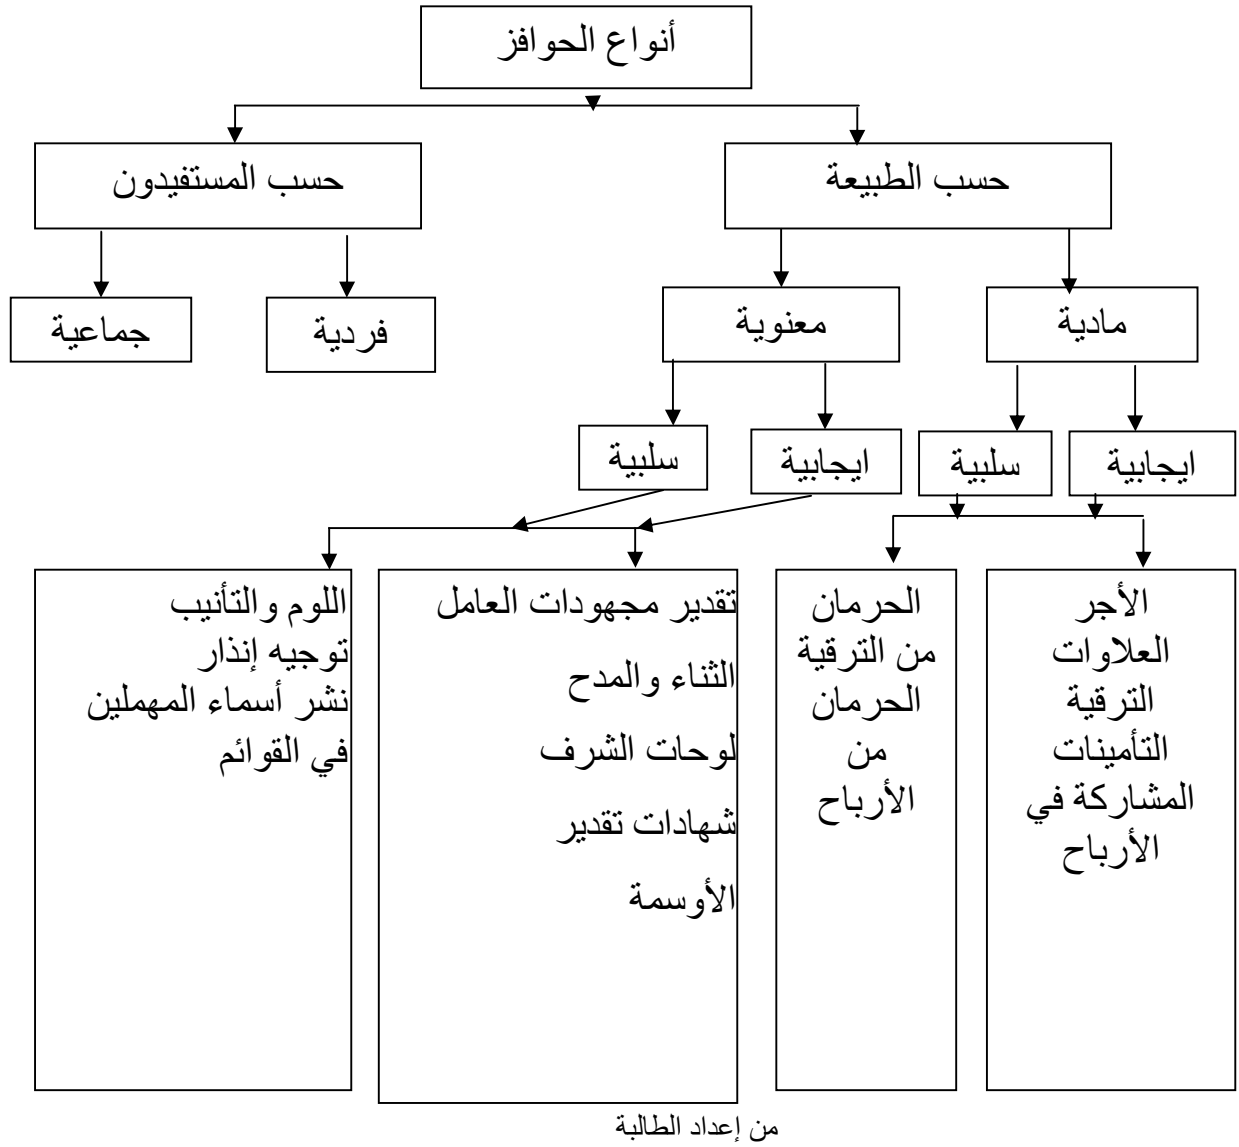 أنواع الحوافز
حسب الطبيعة
حسب المستفيدون
مادية
معنوية
فردية
جماعية
ايجابية
سلبية
ايجابية
سلبية
الأجر
العلاوات
الترقية
التأمينات
المشاركة في
الأرباح
الحرمان
من الترقية
الحرمان
من
الأرباح
تقدير مجهودات العامل
الثناء والمدح
لوحات الشرف
شهادات تقدير
الأوسمة
اللوم والتأنيب
توجيه إنذار
نشر أسماء المهملين
في القوائم
من إعداد الطالبة